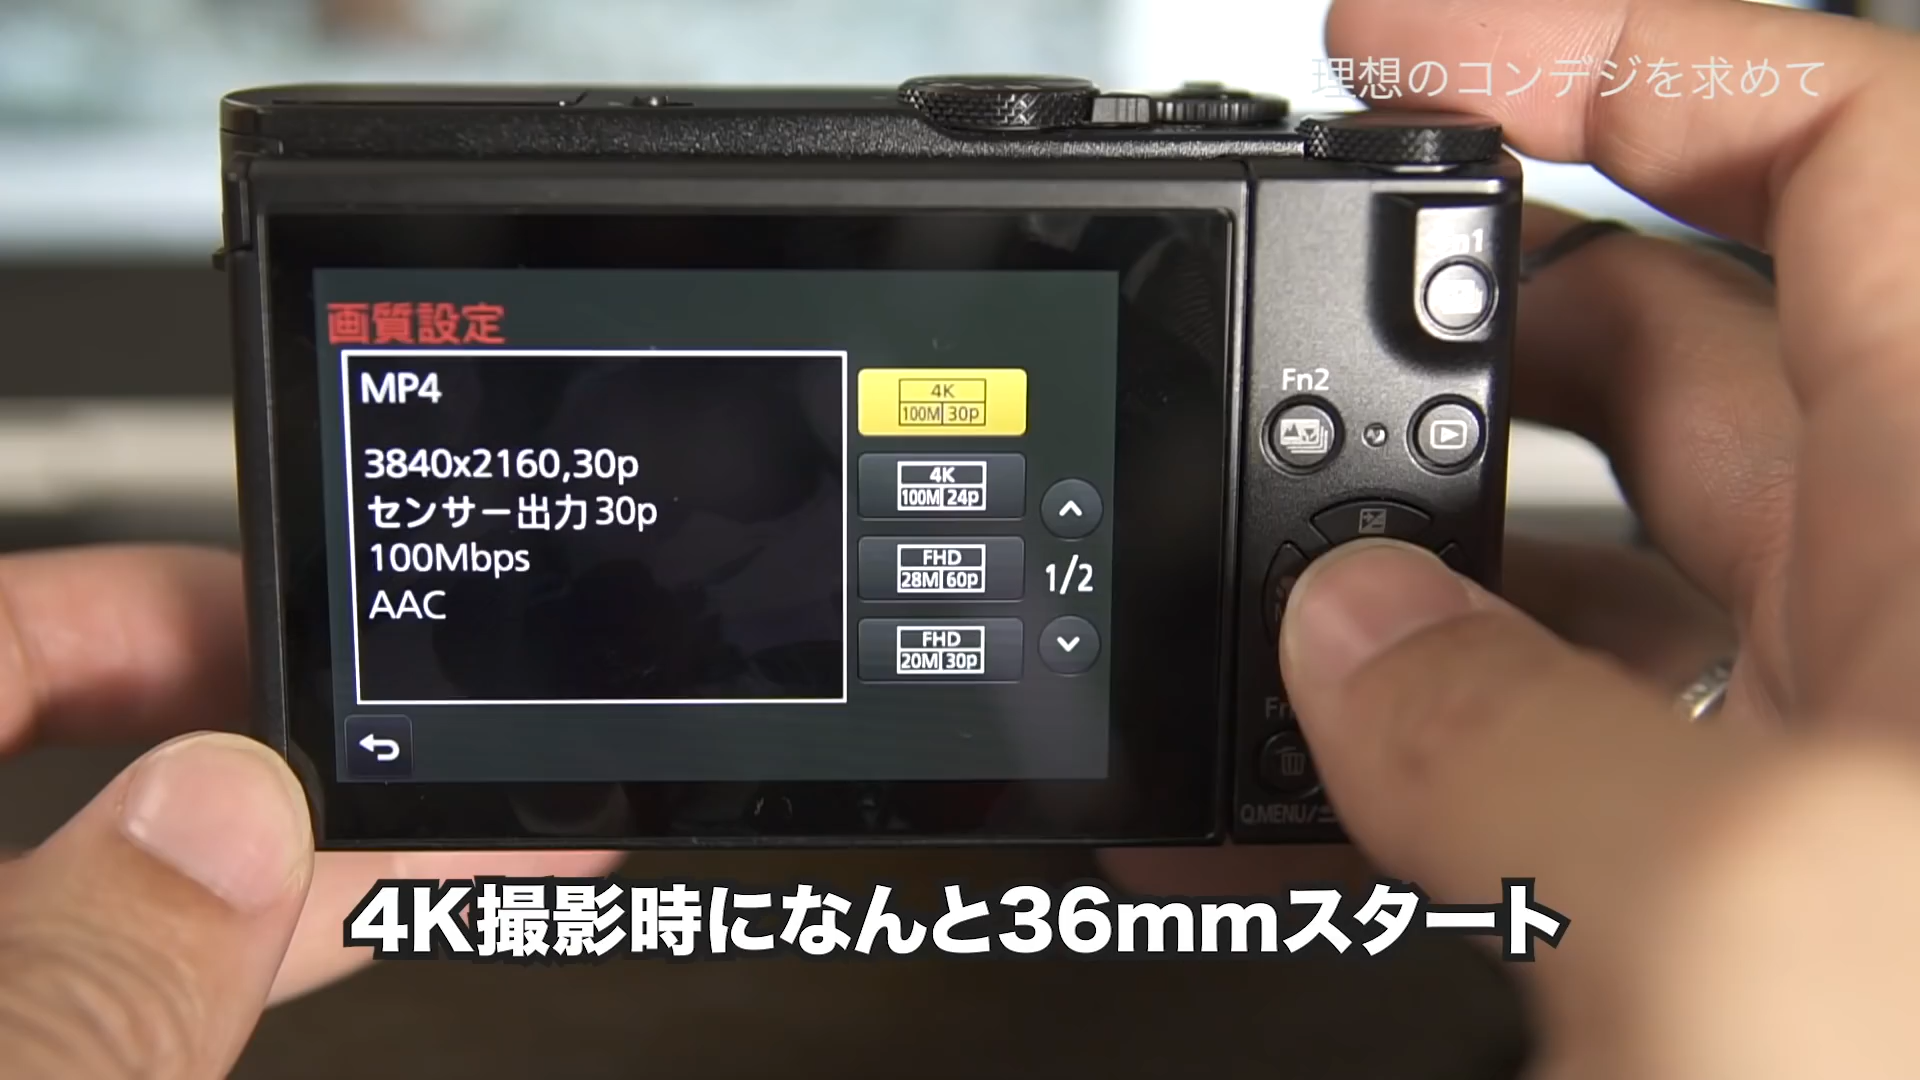 理想のコンデジを求めて
Fn2
画質設定
MP4
3840x2160,30p
センサー出力30p
100Mbps
AAC
4K
100M 30p
4K
100M 24p
FHD
28M 60p
FHD
20M 30p
1/2
Q.MENU/
4K撮影時になんと36mmスタート